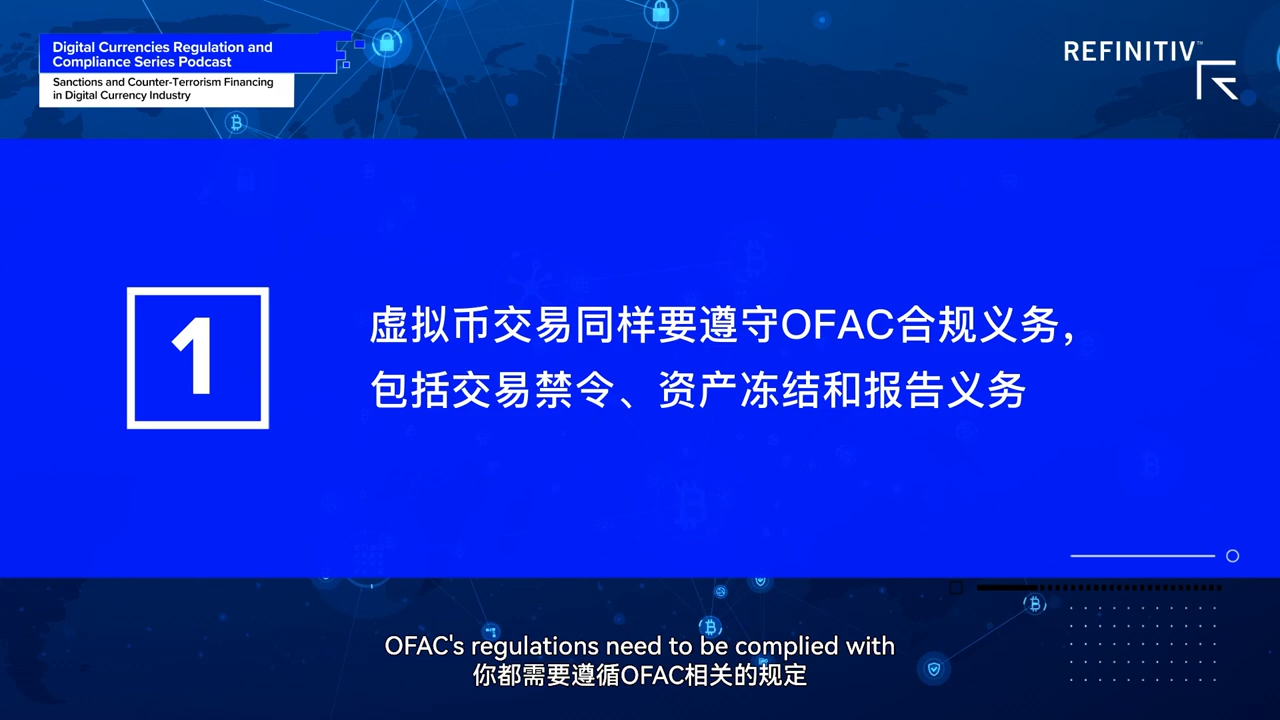 Digital Currencies Regulation and
Compliance Series Podcast
Sanctions and Counter-Terrorism Financing
in Digital Currency Industry
REFINITIV™
1
虚拟币交易同样要遵守OFAC合规义务，
包括交易禁令、资产冻结和报告义务
OFAC's regulations need to be complied with
你都需要遵循OFAC相关的规定